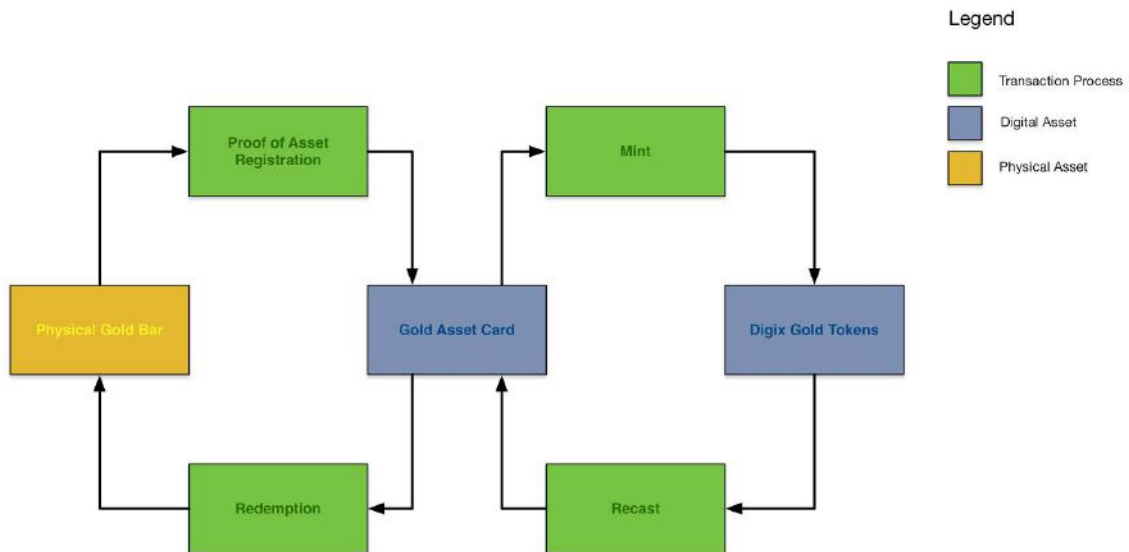 Legend
Transaction Process
Digital Asset
Physical Asset
Proof of Asset
Registration
Mint
Physical Gold Bar
Gold Asset Card
Digix Gold Tokens
Redemption
Recast